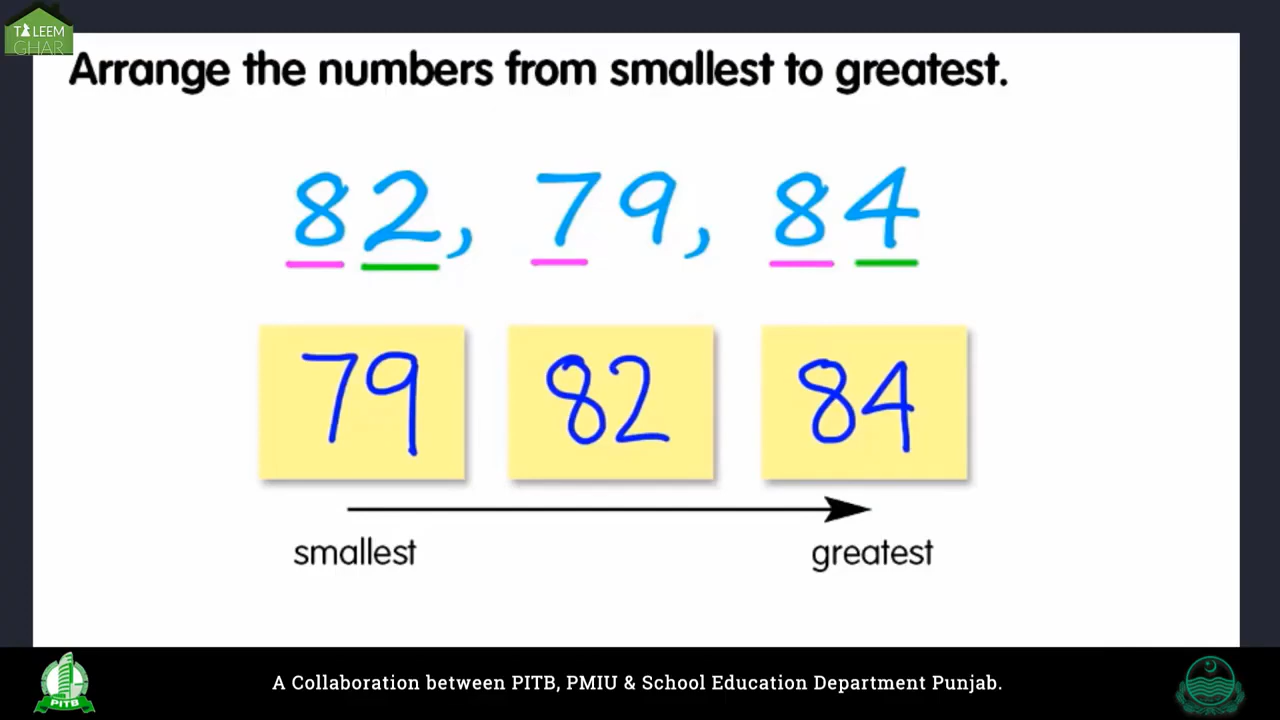 TALEEM
GHAR
Arrange the numbers from smallest to greatest.
82, 79, 84
79 82 84
smallest greatest
PITB
A Collaboration between PITB, PMIU & School Education Department Punjab.